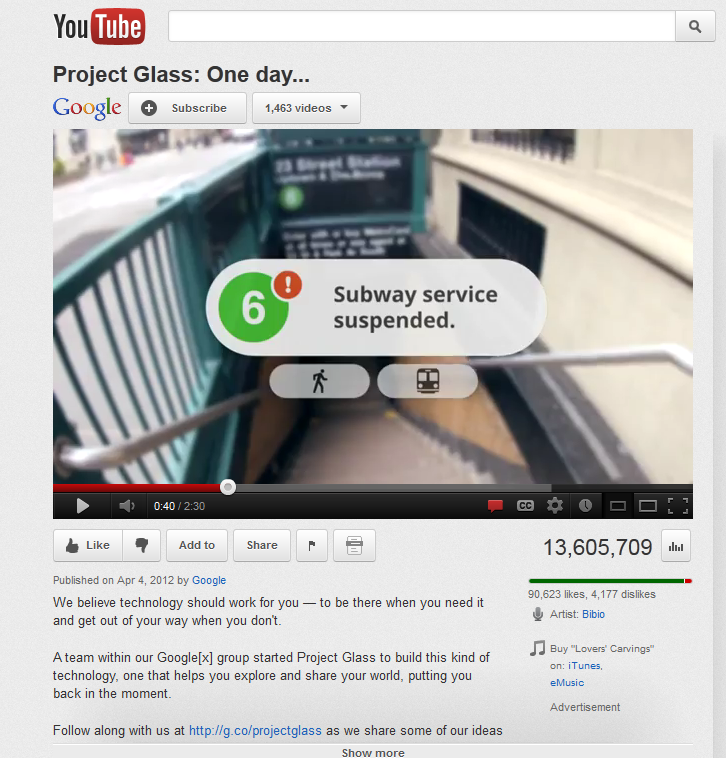 YouTube
Project Glass: One day...
Google
Subscribe
1,463 videos
23 Street Station
Uptown & The Bronx
6
6 !
Subway service
suspended.
0:40 / 2:30
CC
Like
Add to
Share
13,605,709
Published on Apr 4, 2012 by Google
90,623 likes, 4,177 dislikes
We believe technology should work for you — to be there when you need it
and get out of your way when you don't.
Artist: Bibio
A team within our Google[x] group started Project Glass to build this kind of
technology, one that helps you explore and share your world, putting you
back in the moment.
Buy "Lovers' Carvings"
on: iTunes,
eMusic
Advertisement
Follow along with us at http://g.co/projectglass as we share some of our ideas
Show more